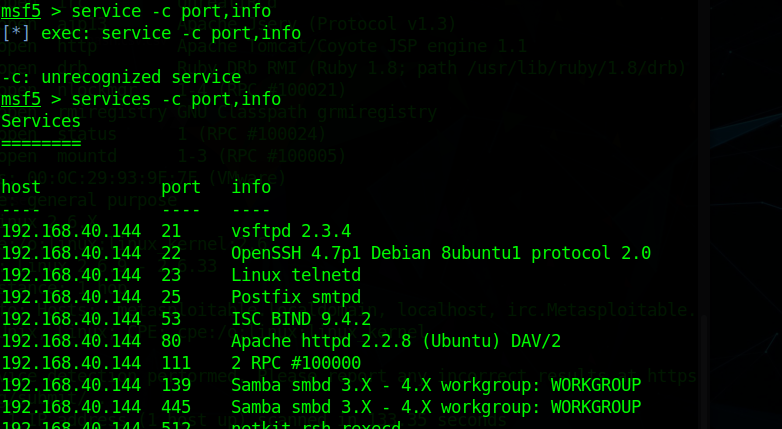 msf5 > service -c port,info
[*] exec: service -c port,info
-c: unrecognized service
msf5 > services -c port,info
Services
========
host port info
---- ---- ----
192.168.40.144 21 vsftpd 2.3.4
192.168.40.144 22 OpenSSH 4.7p1 Debian 8ubuntu1 protocol 2.0
192.168.40.144 23 Linux telnetd
192.168.40.144 25 Postfix smtpd
192.168.40.144 53 ISC BIND 9.4.2
192.168.40.144 80 Apache httpd 2.2.8 (Ubuntu) DAV/2
192.168.40.144 111 2 RPC #100000
192.168.40.144 139 Samba smbd 3.X - 4.X workgroup: WORKGROUP
192.168.40.144 445 Samba smbd 3.X - 4.X workgroup: WORKGROUP
192.168.40.144 512 netkit-rsh rexecd